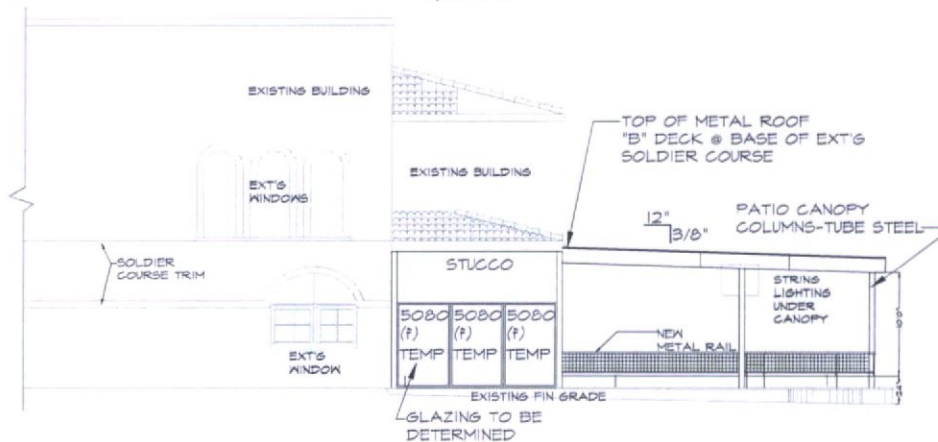 EXISTING BUILDING
TOP OF METAL ROOF
"B" DECK @ BASE OF EXT'G
SOLDIER COURSE
EXT'G
WINDOWS
EXISTING BUILDING
12"
3/8"
PATIO CANOPY
COLUMNS-TUBE STEEL
SOLDIER
COURSE TRIM
STUCCO
STRING
LIGHTING
UNDER
CANOPY
5080 5080 5080
(F) (F) (F)
TEMP TEMP TEMP
NEW
METAL RAIL
EXT'G
WINDOW
EXISTING FIN GRADE
GLAZING TO BE
DETERMINED